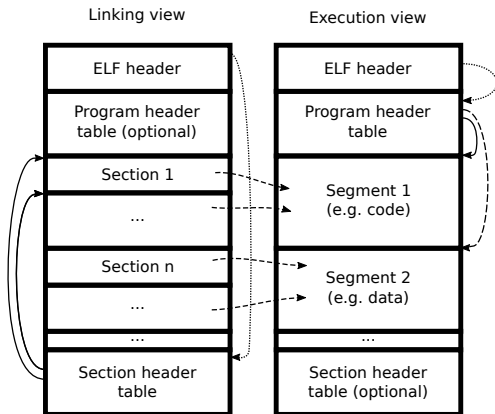 Linking view
ELF header
Program header
table (optional)
Section 1
...
Section n
...
...
Section header
table
Execution view
ELF header
Program header
table
Segment 1
(e.g. code)
Segment 2
(e.g. data)
...
Section header
table (optional)